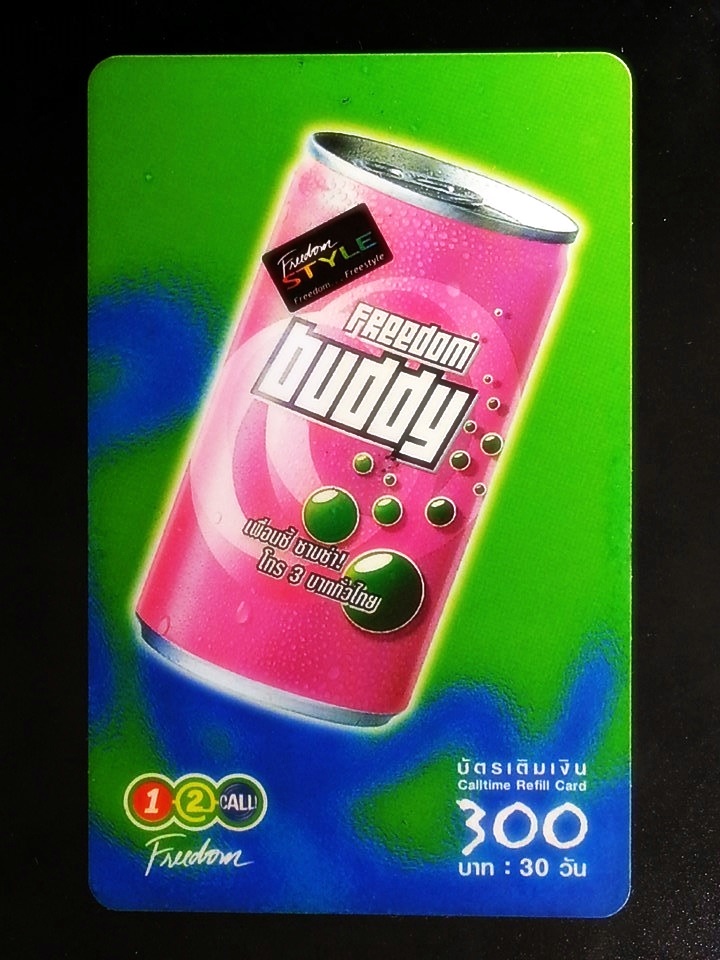 Freedom
STYLE
Freedom...Freestyle
FREEDOM
buddy
เพื่อนซี้ ซาบซ่า!
โทร 3 บาททั่วไทย
1 2 CALL!
Freedom
บัตรเติมเงิน
Calltime Refill Card
300
บาท : 30 วัน